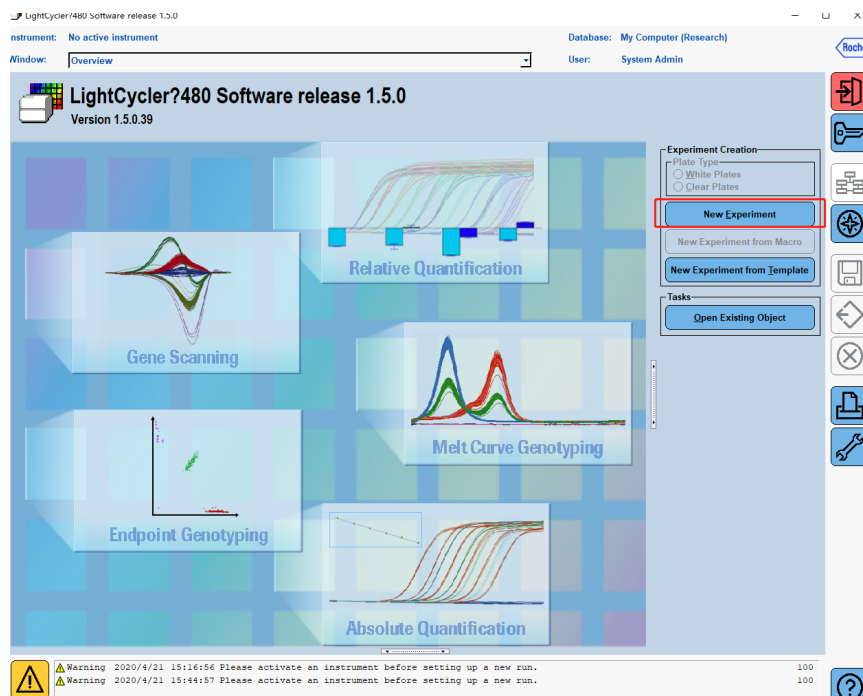 LightCycler?480 Software release 1.5.0
nstrument: No active instrument
Database: My Computer (Research)
Window: Overview
User: System Admin
Roch
LightCycler?480 Software release 1.5.0
Version 1.5.0.39
Experiment Creation
Plate Type
White Plates
Clear Plates
New Experiment
New Experiment from Macro
New Experiment from Template
Tasks
Open Existing Object
Relative Quantification
Gene Scanning
Melt Curve Genotyping
Endpoint Genotyping
Absolute Quantification
Warning 2020/4/21 15:16:56 Please activate an instrument before setting up a new run. 100
Warning 2020/4/21 15:44:57 Please activate an instrument before setting up a new run. 100